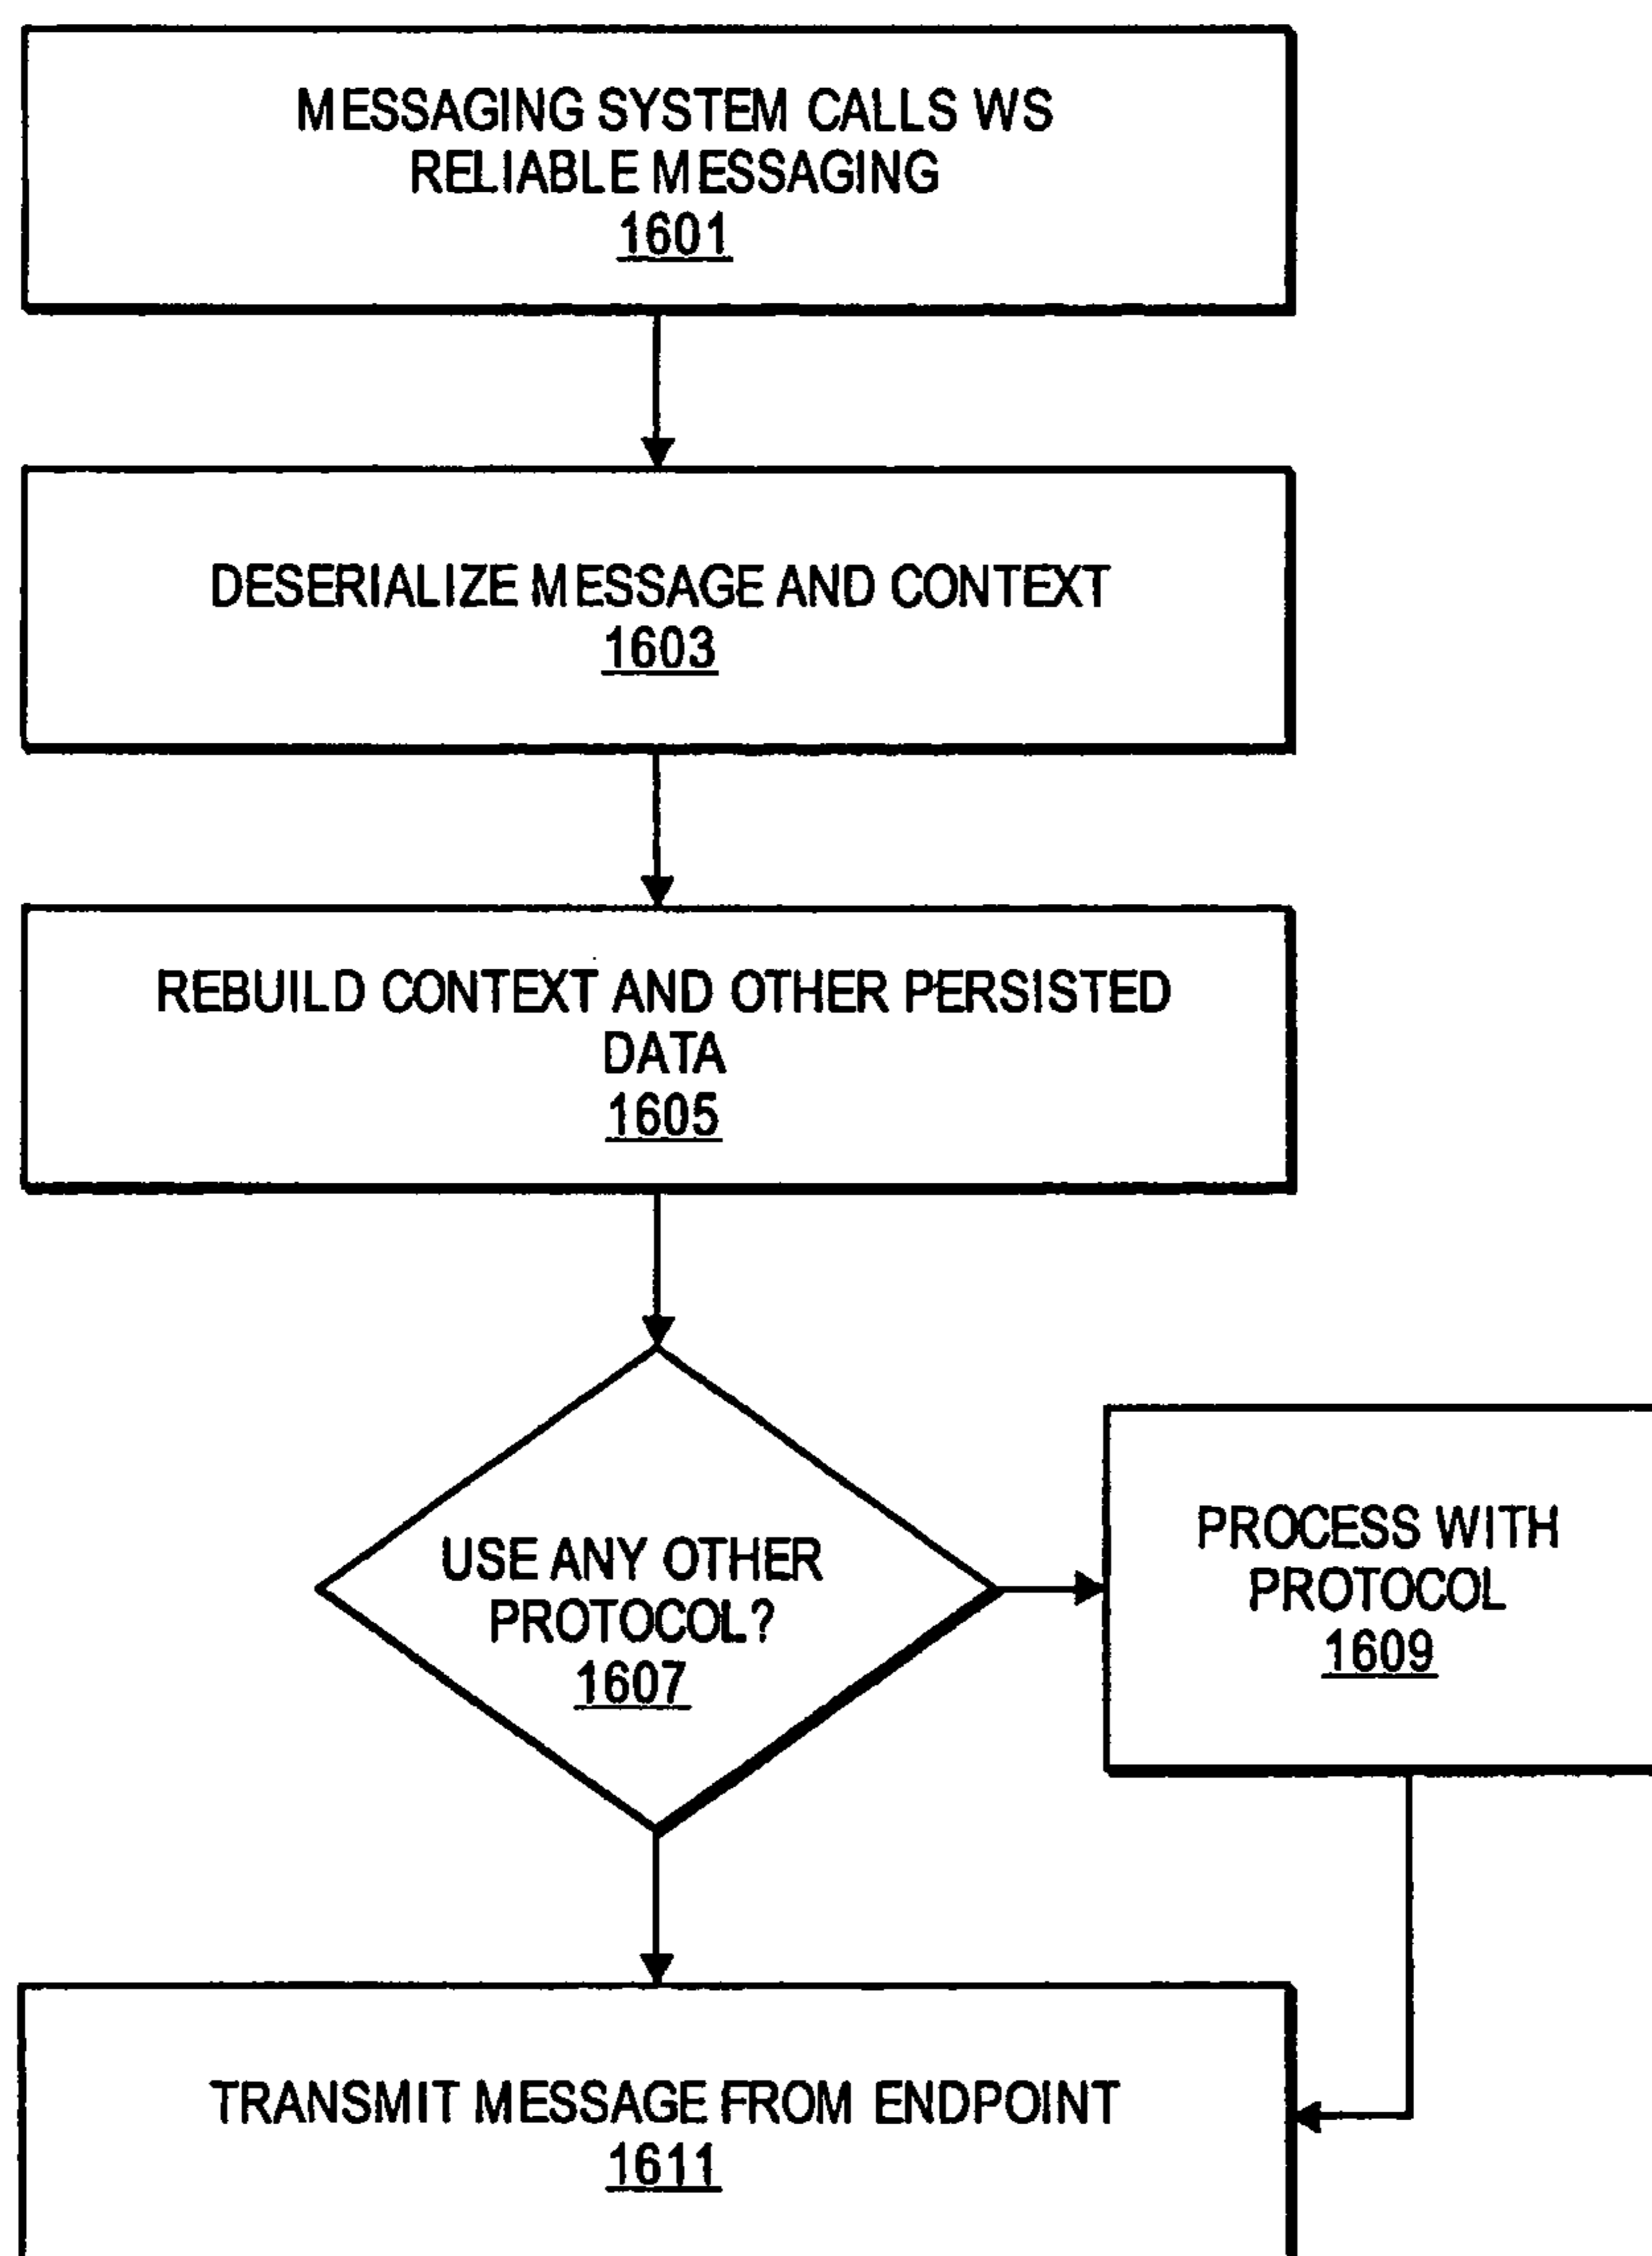 MESSAGING SYSTEM CALLS WS
RELIABLE MESSAGING
1601
DESERIALIZE MESSAGE AND CONTEXT
1603
REBUILD CONTEXT AND OTHER PERSISTED
DATA
1605
USE ANY OTHER
PROTOCOL?
1607
PROCESS WITH
PROTOCOL
1609
TRANSMIT MESSAGE FROM ENDPOINT
1611